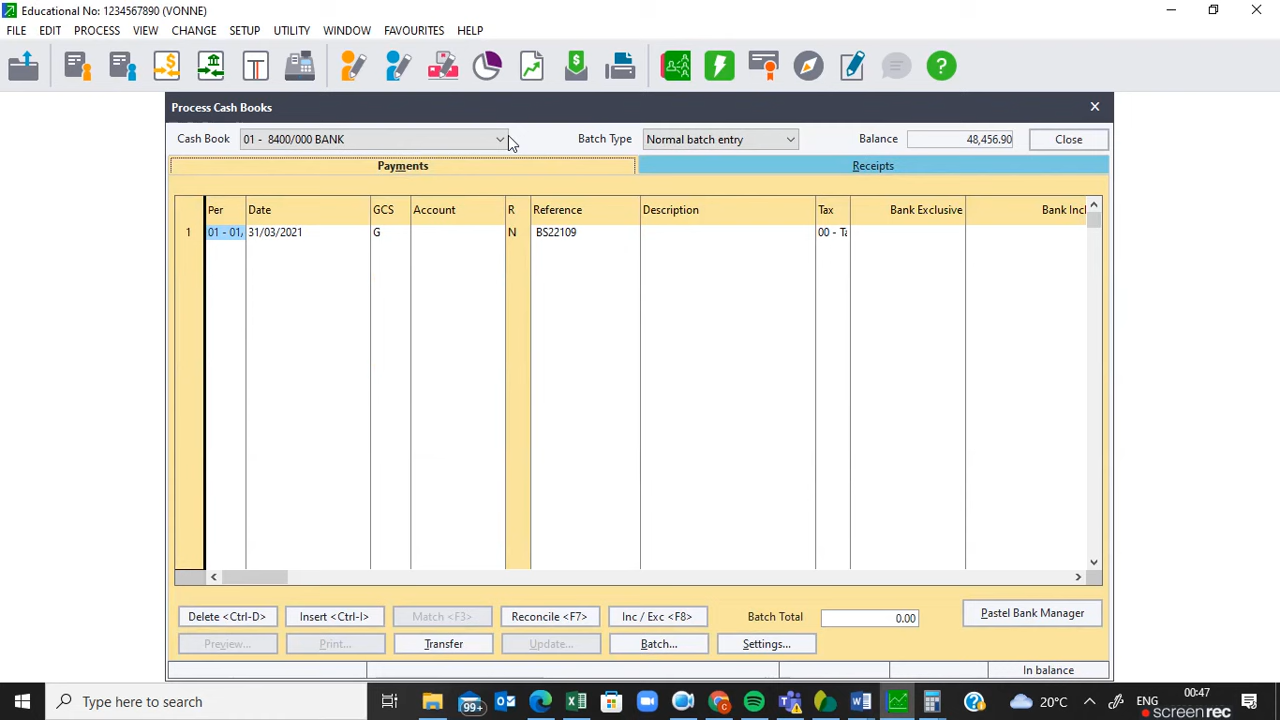 Educational No: 1234567890 (VONNE)
FILE EDIT PROCESS VIEW CHANGE SETUP UTILITY WINDOW FAVOURITES HELP
Process Cash Books
Cash Book 01 - 8400/000 BANK Batch Type Normal batch entry Balance 48,456.90 Close
Payments Receipts
Per Date GCS Account R Reference Description Tax Bank Exclusive Bank Incl
1 01 - 01, 31/03/2021 G N BS22109 00 - Ta
Delete <Ctrl-D> Insert <Ctrl-I> Match <F3> Reconcile <F7> Inc / Exc <F8> Batch Total 0.00 Pastel Bank Manager
Preview... Print... Transfer Update... Batch... Settings...
In balance
Type here to search 99+ 20°C ENG 00:47
screenrec